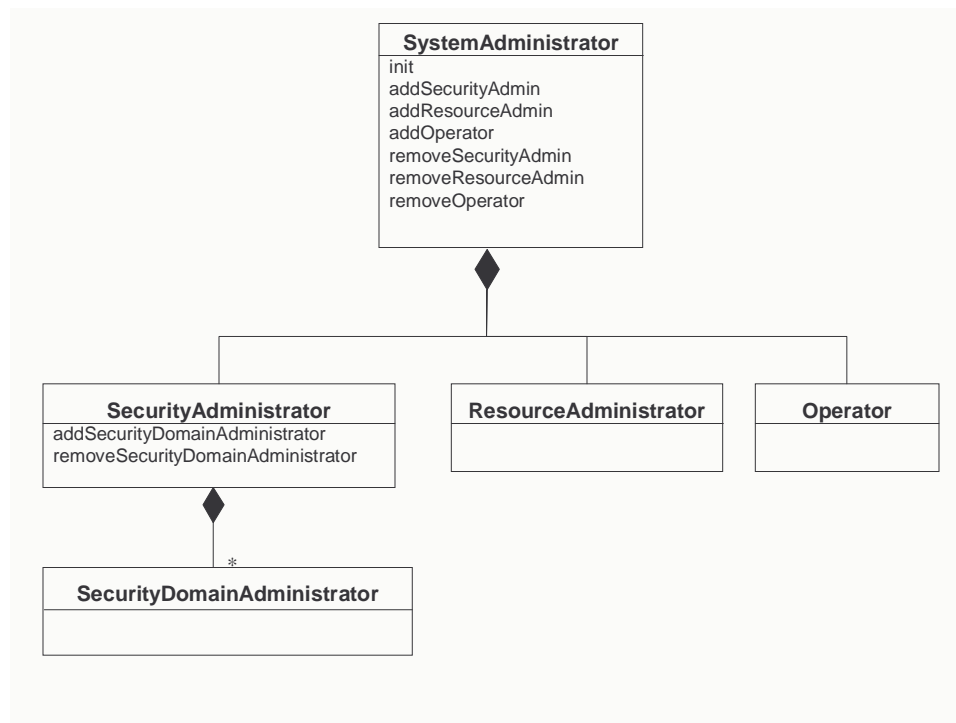 SystemAdministrator
init
addSecurityAdmin
addResourceAdmin
addOperator
removeSecurityAdmin
removeResourceAdmin
removeOperator
SecurityAdministrator
addSecurityDomainAdministrator
removeSecurityDomainAdministrator
ResourceAdministrator
Operator
*
SecurityDomainAdministrator